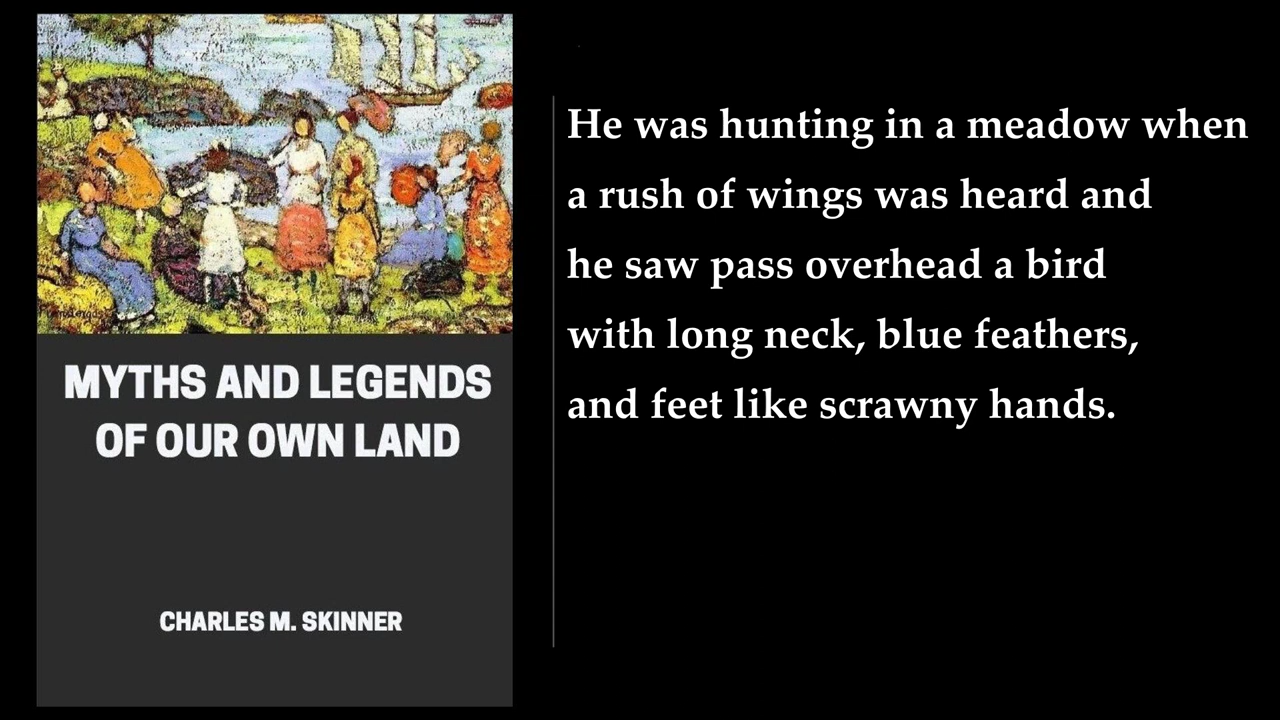 MYTHS AND LEGENDS
OF OUR OWN LAND
CHARLES M. SKINNER
He was hunting in a meadow when
a rush of wings was heard and
he saw pass overhead a bird
with long neck, blue feathers,
and feet like scrawny hands.